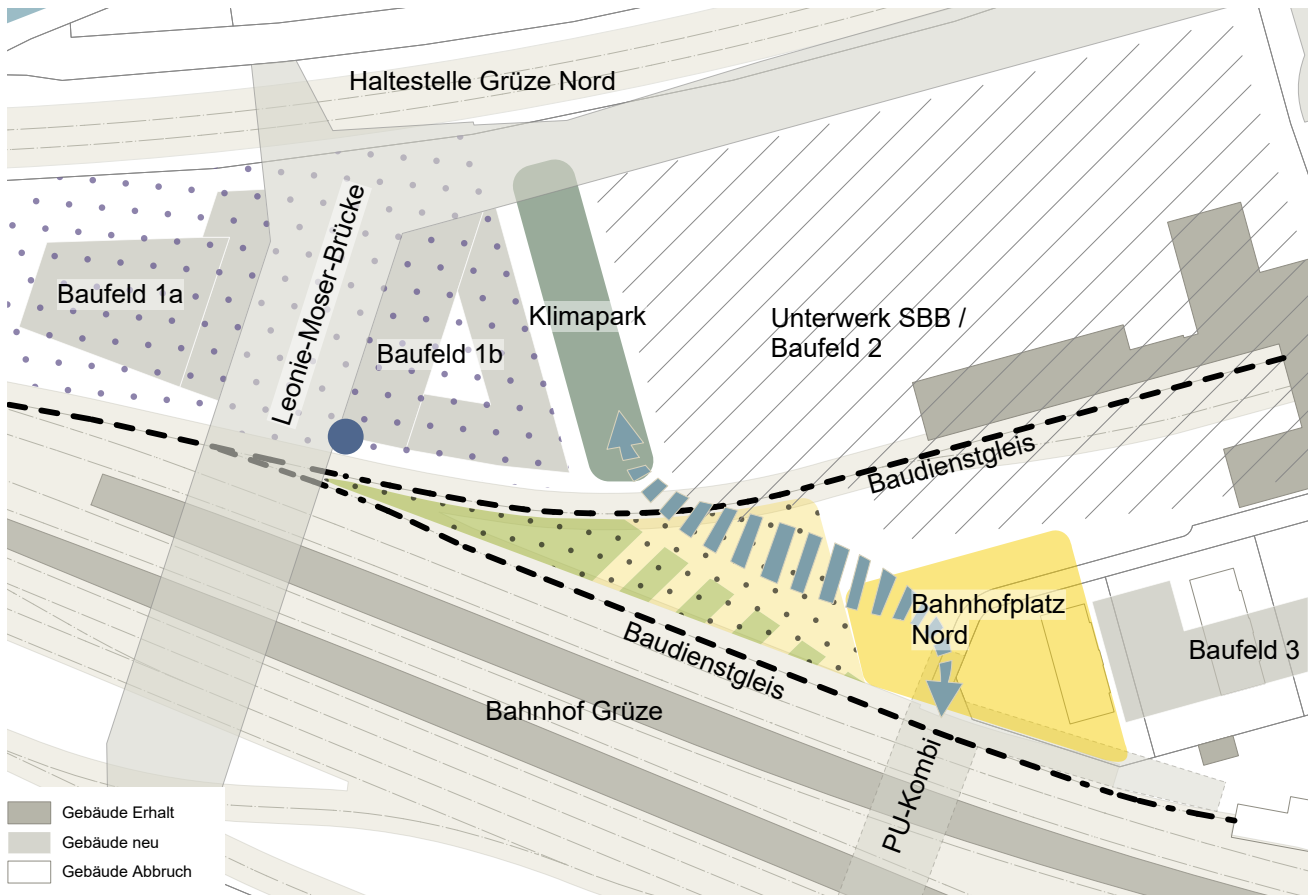 Haltestelle Grüze Nord
Leonie-Moser-Brücke
Baufeld 1a
Klimapark
Unterwerk SBB /
Baufeld 2
Baufeld 1b
Baudienstgleis
Bahnhofplatz
Nord
Baudienstgleis
Baufeld 3
Bahnhof Grüze
PU-Kombi
Gebäude Erhalt
Gebäude neu
Gebäude Abbruch